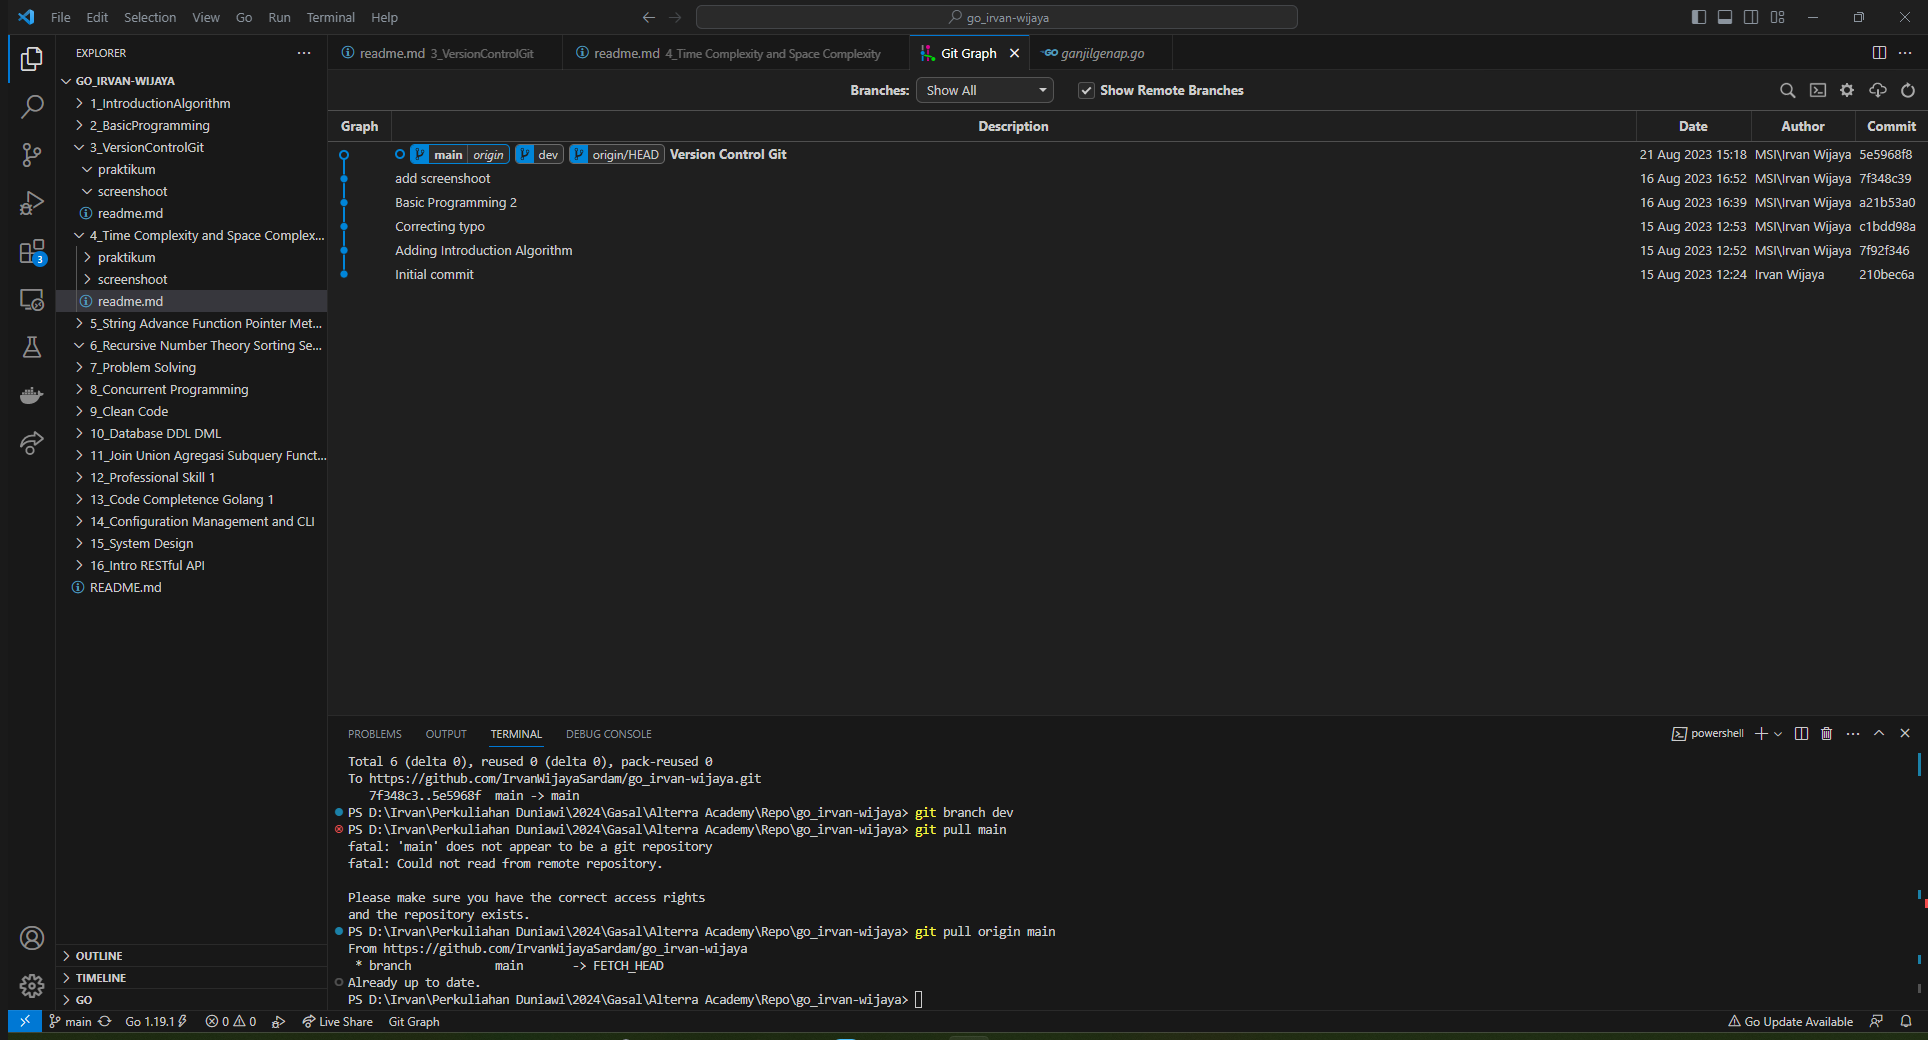 File Edit Selection View Go Run Terminal Help
go_irvan-wijaya
EXPLORER
GO_IRVAN-WIJAYA
1_IntroductionAlgorithm
2_BasicProgramming
3_VersionControlGit
praktikum
screenshoot
readme.md
4_Time Complexity and Space Complex...
praktikum
screenshoot
readme.md
5_String Advance Function Pointer Met...
6_Recursive Number Theory Sorting Se...
7_Problem Solving
8_Concurrent Programming
9_Clean Code
10_Database DDL DML
11_Join Union Agregasi Subquery Funct...
12_Professional Skill 1
13_Code Completence Golang 1
14_Configuration Management and CLI
15_System Design
16_Intro RESTful API
README.md
OUTLINE
TIMELINE
GO
readme.md 3_VersionControlGit
readme.md 4_Time Complexity and Space Complexity
Git Graph
GO ganjilgenap.go
Branches: Show All Show Remote Branches
Graph Description Date Author Commit
main origin dev origin/HEAD Version Control Git 21 Aug 2023 15:18 MSI\Irvan Wijaya 5e5968f8
add screenshoot 16 Aug 2023 16:52 MSI\Irvan Wijaya 7f348c39
Basic Programming 2 16 Aug 2023 16:39 MSI\Irvan Wijaya a21b53a0
Correcting typo 15 Aug 2023 12:53 MSI\Irvan Wijaya c1bdd98a
Adding Introduction Algorithm 15 Aug 2023 12:52 MSI\Irvan Wijaya 7f92f346
Initial commit 15 Aug 2023 12:24 Irvan Wijaya 210bec6a
PROBLEMS OUTPUT TERMINAL DEBUG CONSOLE
powershell
Total 6 (delta 0), reused 0 (delta 0), pack-reused 0
To https://github.com/IrvanWijayaSardam/go_irvan-wijaya.git
7f348c3..5e5968f main -> main
PS D:\Irvan\Perkuliahan Duniawi\2024\Gasal\Alterra Academy\Repo\go_irvan-wijaya> git branch dev
PS D:\Irvan\Perkuliahan Duniawi\2024\Gasal\Alterra Academy\Repo\go_irvan-wijaya> git pull main
fatal: 'main' does not appear to be a git repository
fatal: Could not read from remote repository.
Please make sure you have the correct access rights
and the repository exists.
PS D:\Irvan\Perkuliahan Duniawi\2024\Gasal\Alterra Academy\Repo\go_irvan-wijaya> git pull origin main
From https://github.com/IrvanWijayaSardam/go_irvan-wijaya
* branch main -> FETCH_HEAD
Already up to date.
PS D:\Irvan\Perkuliahan Duniawi\2024\Gasal\Alterra Academy\Repo\go_irvan-wijaya>
3
main Go 1.19.1 0 0 Live Share Git Graph Go Update Available